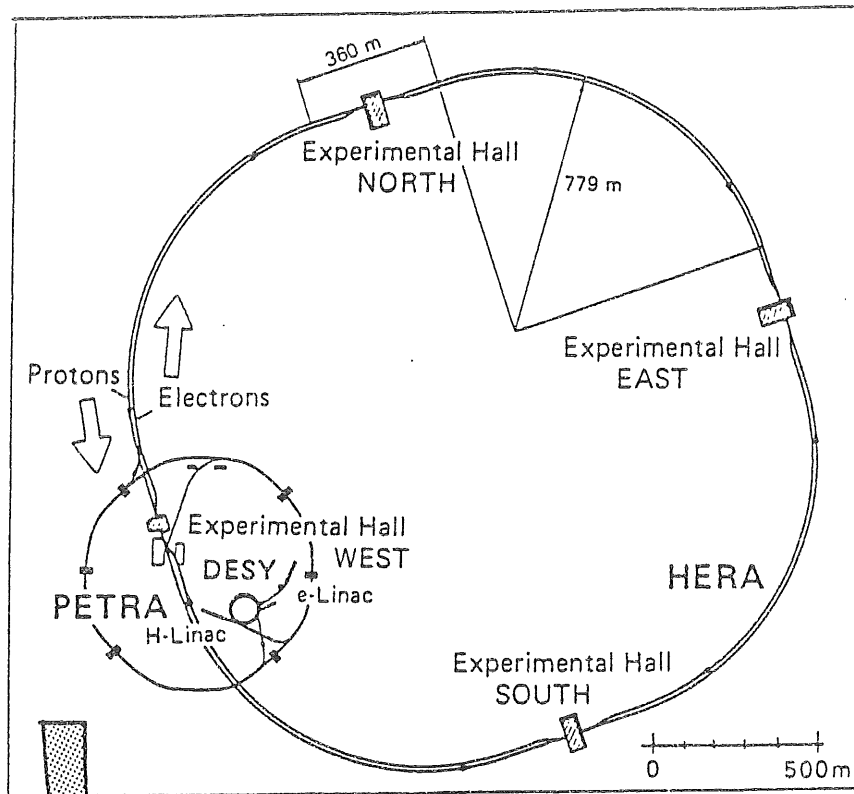 360 m
Experimental Hall
NORTH
779 m
Experimental Hall
EAST
Protons
Electrons
Experimental Hall
WEST
DESY
HERA
PETRA
e-Linac
H-Linac
Experimental Hall
SOUTH
0 500m